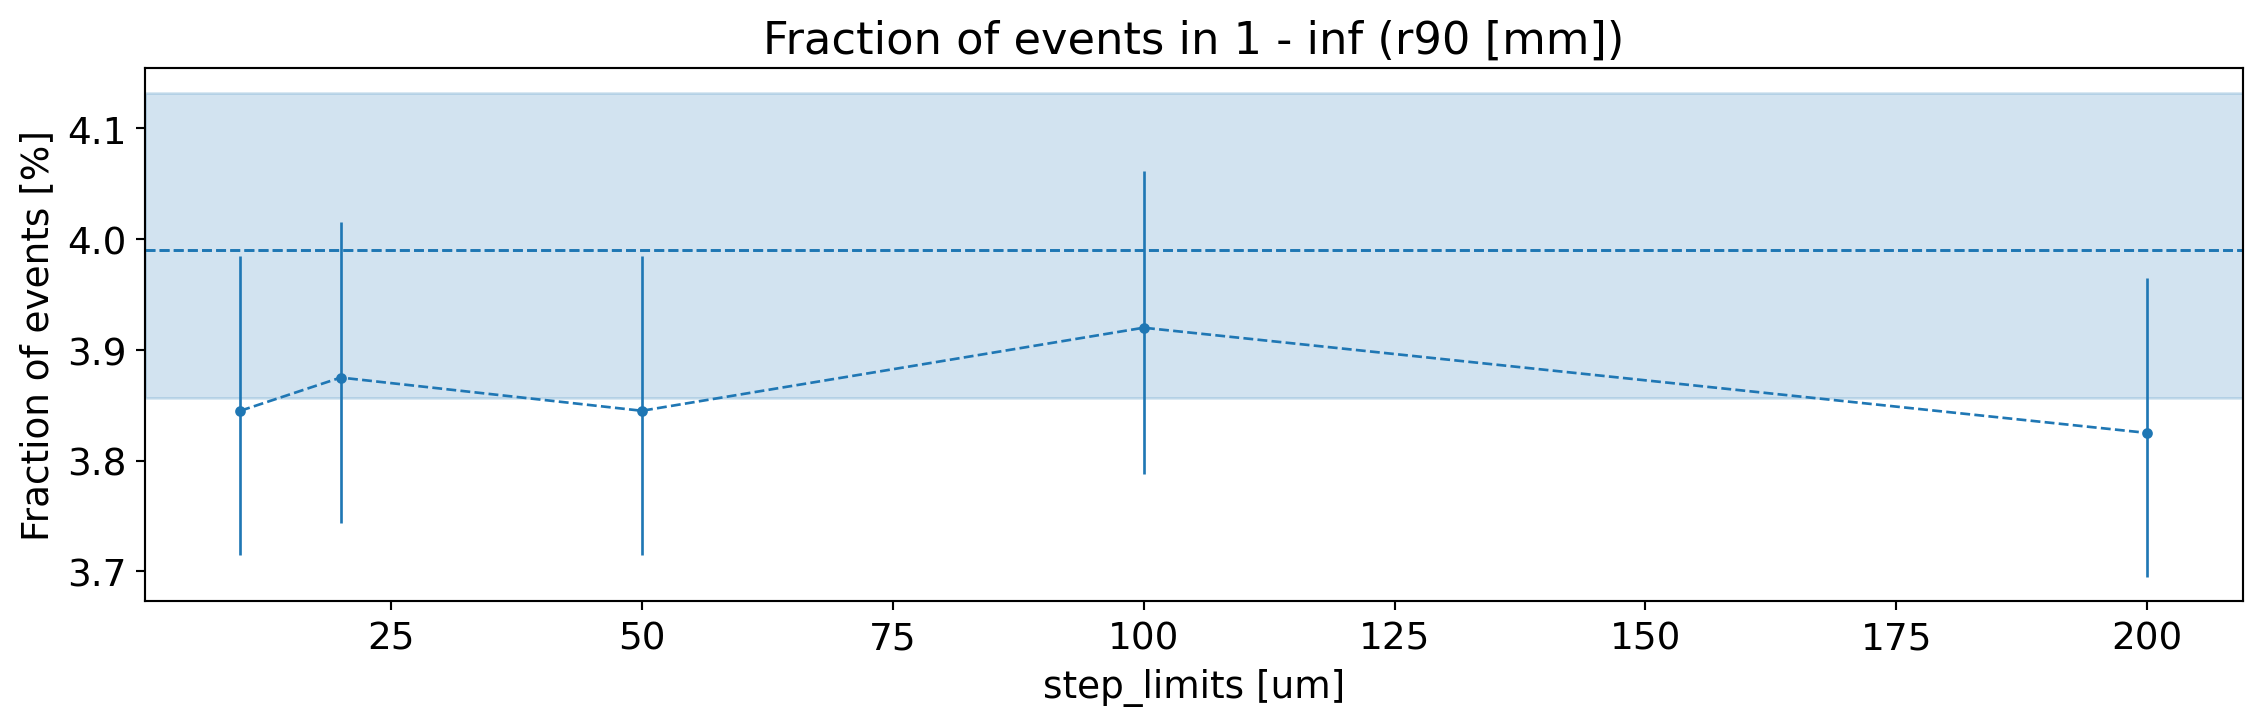 Fraction of events in 1 - inf (r90 [mm])
Fraction of events [%]
4.1
4.0
3.9
3.8
3.7
25 50 75 100 125 150 175 200
step_limits [um]